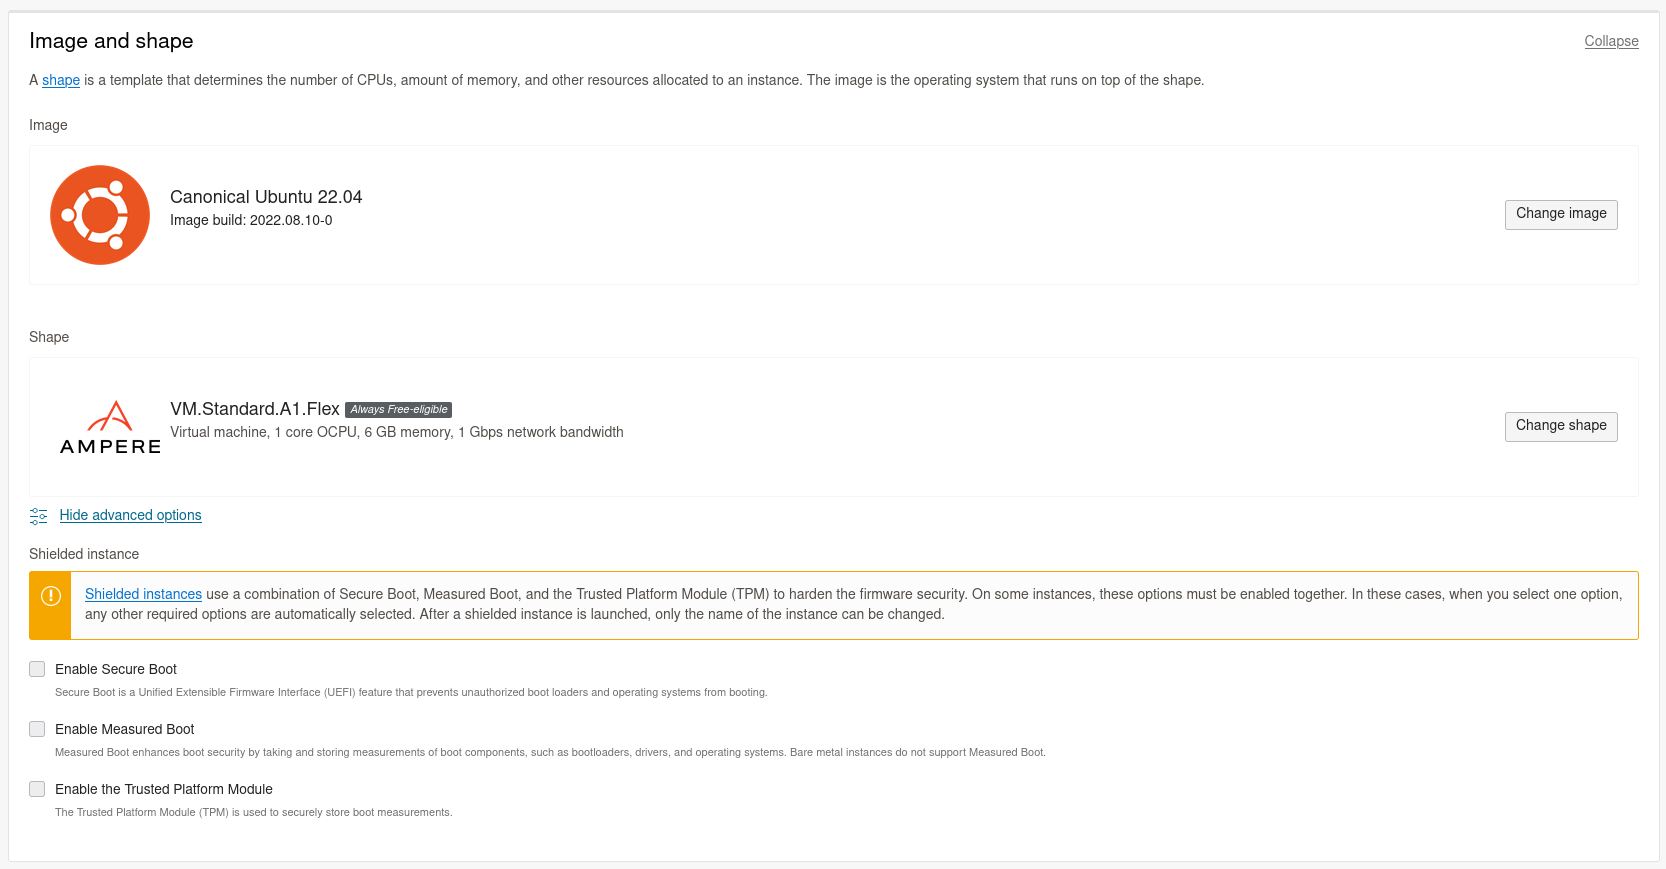 Image and shape
Collapse
A shape is a template that determines the number of CPUs, amount of memory, and other resources allocated to an instance. The image is the operating system that runs on top of the shape.
Image
Canonical Ubuntu 22.04
Image build: 2022.08.10-0
Change image
Shape
AMPERE
VM.Standard.A1.Flex Always Free-eligible
Virtual machine, 1 core OCPU, 6 GB memory, 1 Gbps network bandwidth
Change shape
Hide advanced options
Shielded instance
Shielded instances use a combination of Secure Boot, Measured Boot, and the Trusted Platform Module (TPM) to harden the firmware security. On some instances, these options must be enabled together. In these cases, when you select one option,
any other required options are automatically selected. After a shielded instance is launched, only the name of the instance can be changed.
Enable Secure Boot
Secure Boot is a Unified Extensible Firmware Interface (UEFI) feature that prevents unauthorized boot loaders and operating systems from booting.
Enable Measured Boot
Measured Boot enhances boot security by taking and storing measurements of boot components, such as bootloaders, drivers, and operating systems. Bare metal instances do not support Measured Boot.
Enable the Trusted Platform Module
The Trusted Platform Module (TPM) is used to securely store boot measurements.